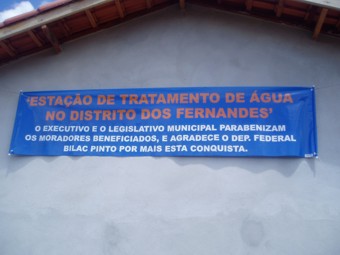 'ESTAÇÃO DE TRATAMENTO DE ÁGUA
NO DISTRITO DOS FERNANDES'
O EXECUTIVO E O LEGISLATIVO MUNICIPAL PARABENIZAM
OS MORADORES BENEFICIADOS, E AGRADECE O DEP. FEDERAL
BILAC PINTO POR MAIS ESTA CONQUISTA.